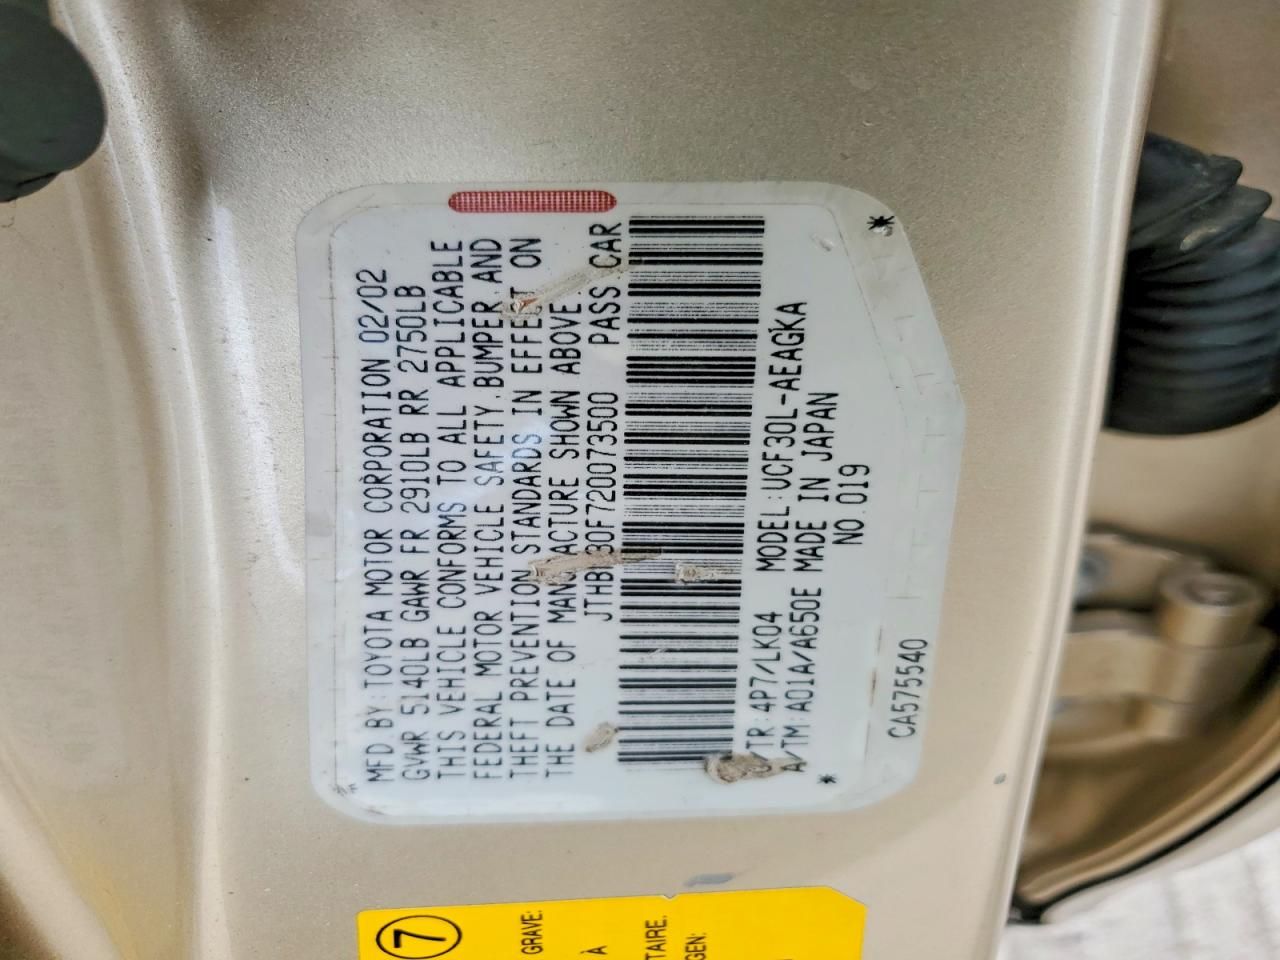 MFD.BY:TOYOTA MOTOR CORPORATION 02/02
GVWR 5140LB GAWR FR 2910LB RR 2750LB
THIS VEHICLE CONFORMS TO ALL APPLICABLE
FEDERAL MOTOR VEHICLE SAFETY,BUMPER AND
THEFT PREVENTION STANDARDS IN EFFECT ON
THE DATE OF MANUFACTURE SHOWN ABOVE.
PASS CAR
C/TR:4P7/LK04 MODEL:UCF30L-AEAGKA
A/TM:A01A/A650E MADE IN JAPAN
NO.019
CA575540
7
GRAVE:
À
TAIRE.
GEN: